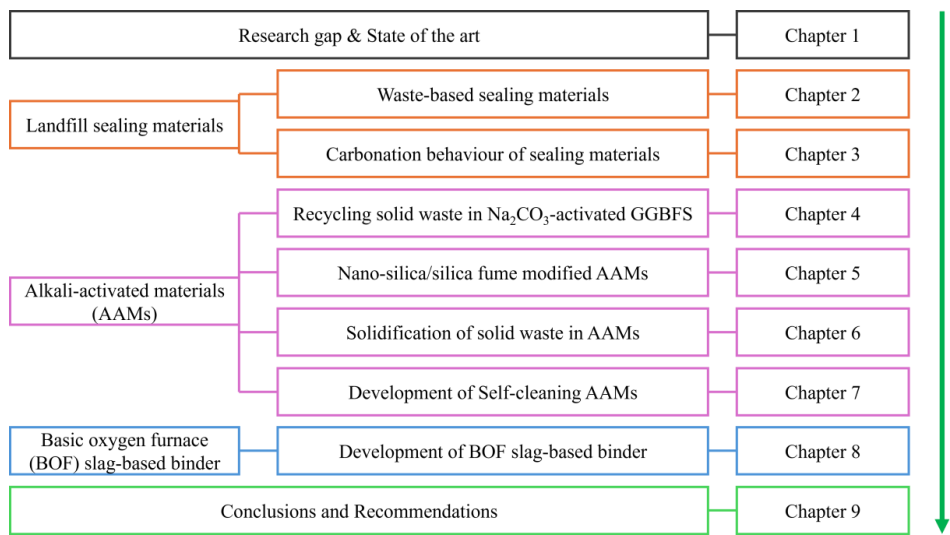 Research gap & State of the art
Chapter 1
Landfill sealing materials
Waste-based sealing materials
Chapter 2
Carbonation behaviour of sealing materials
Chapter 3
Alkali-activated materials
(AAMs)
Recycling solid waste in Na₂CO₃-activated GGBFS
Chapter 4
Nano-silica/silica fume modified AAMs
Chapter 5
Solidification of solid waste in AAMs
Chapter 6
Development of Self-cleaning AAMs
Chapter 7
Basic oxygen furnace
(BOF) slag-based binder
Development of BOF slag-based binder
Chapter 8
Conclusions and Recommendations
Chapter 9